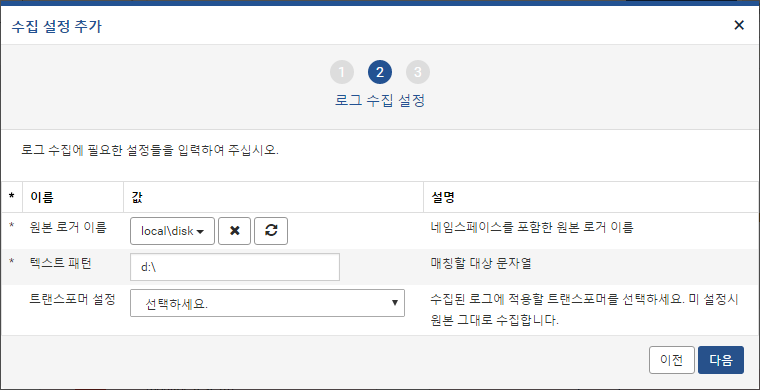 수집 설정 추가 ×
1 2 3
로그 수집 설정
로그 수집에 필요한 설정들을 입력하여 주십시오.
* 이름 값 설명
* 원본 로거 이름 local\disk 네임스페이스를 포함한 원본 로거 이름
* 텍스트 패턴 d:\ 매칭할 대상 문자열
트랜스포머 설정 선택하세요. 수집된 로그에 적용할 트랜스포머를 선택하세요. 미 설정시
원본 그대로 수집합니다.
이전 다음